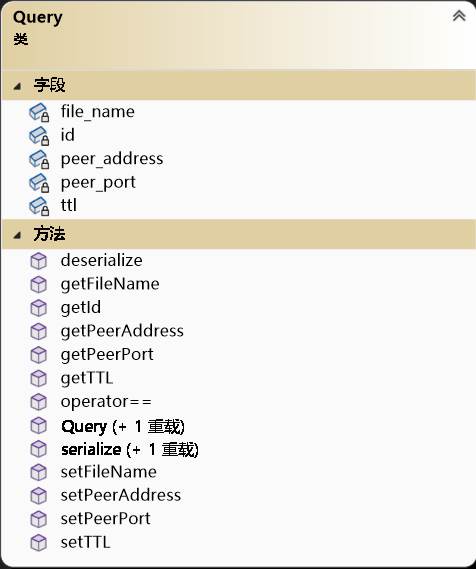 Query
类
字段
file_name
id
peer_address
peer_port
ttl
方法
deserialize
getFileName
getId
getPeerAddress
getPeerPort
getTTL
operator==
Query (+ 1 重载)
serialize (+ 1 重载)
setFileName
setPeerAddress
setPeerPort
setTTL